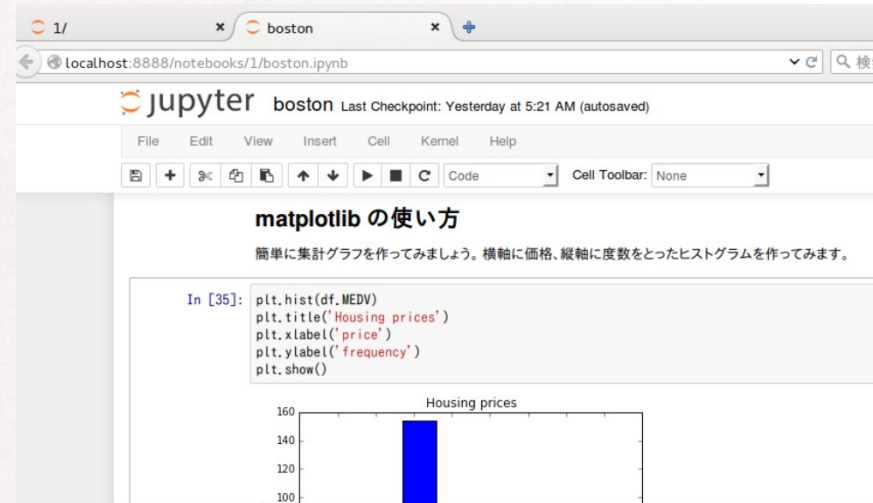 1/ boston
localhost:8888/notebooks/1/boston.ipynb
jupyter boston Last Checkpoint: Yesterday at 5:21 AM (autosaved)
File Edit View Insert Cell Kernel Help
Code Cell Toolbar: None
matplotlib の使い方
簡単に集計グラフを作ってみましょう。横軸に価格、縦軸に度数をとったヒストグラムを作ってみます。
In [35]: plt.hist(df.MEDV)
plt.title('Housing prices')
plt.xlabel('price')
plt.ylabel('frequency')
plt.show()
Housing prices
160
140
120
100